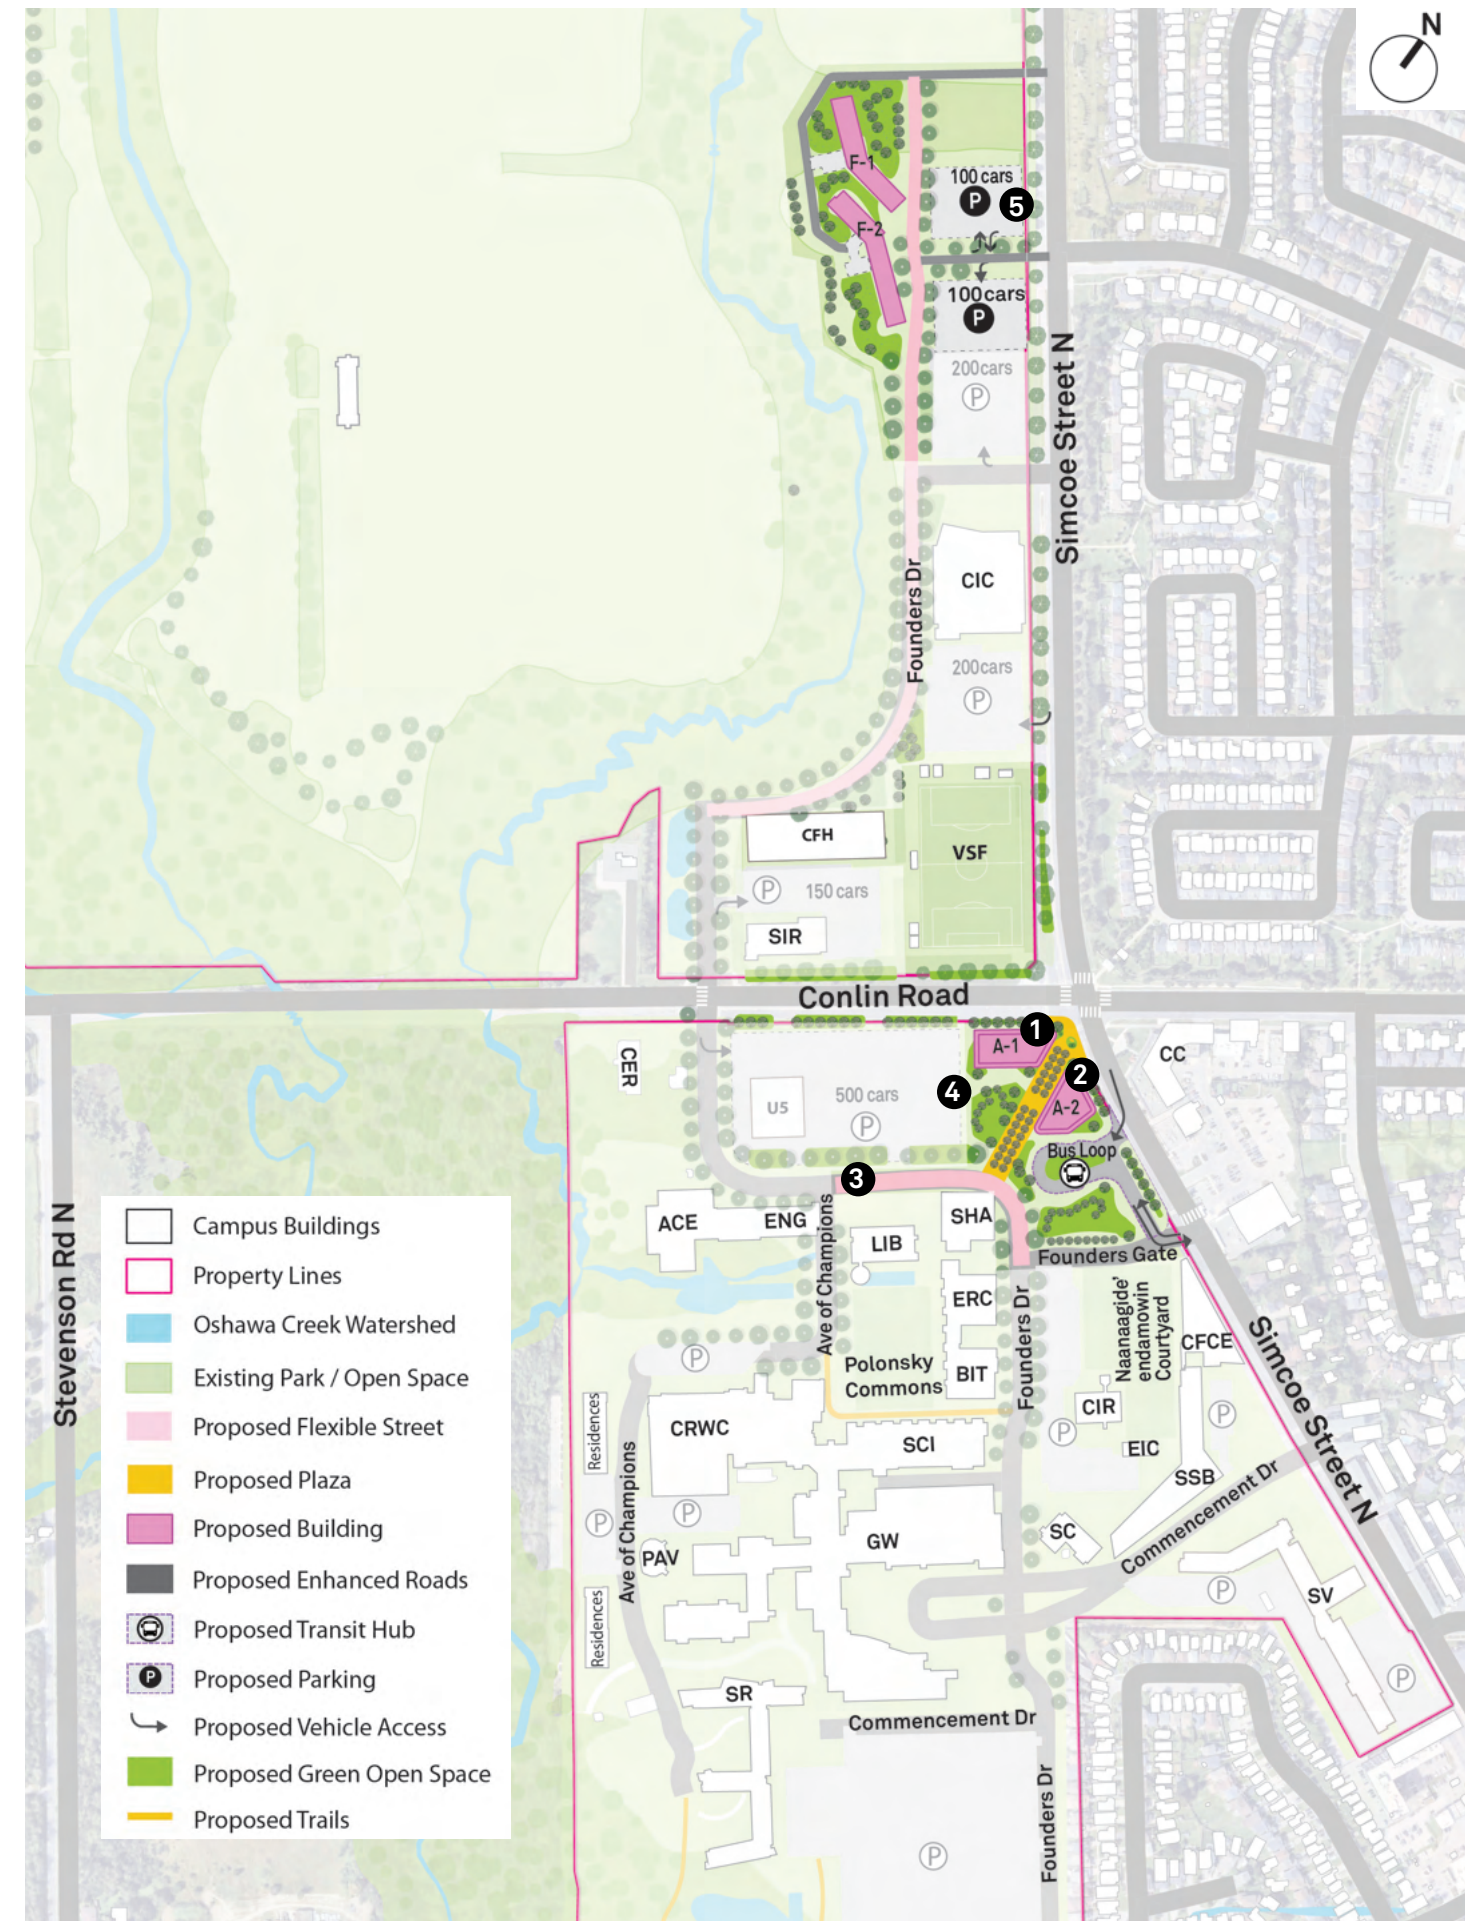 N
F-1
100 cars
P
5
F-2
100cars
P
200cars
P
Simcoe Street N
CIC
Founders Dr
200cars
P
CFH
VSF
P
150 cars
SIR
Conlin Road
1
A-1
CC
CER
2
4
500 cars
U5
A-2
P
Bus Loop
3
ACE
ENG
SHA
LIB
Founders Gate
Ave of Champions
ERC
Founders Dr
Naanaagide'
endamowin
Courtyard
CFCE
Simcoe Street N
P
Polonsky
Commons
BIT
CIR
P
P
Residences
CRWC
SCI
EIC
SSB
Commencement Dr
P
P
Ave of Champions
GW
SC
PAV
P
SV
Residences
P
SR
Commencement Dr
Founders Dr
P
Stevenson Rd N
Campus Buildings
Property Lines
Oshawa Creek Watershed
Existing Park / Open Space
Proposed Flexible Street
Proposed Plaza
Proposed Building
Proposed Enhanced Roads
Proposed Transit Hub
P
Proposed Parking
Proposed Vehicle Access
Proposed Green Open Space
Proposed Trails